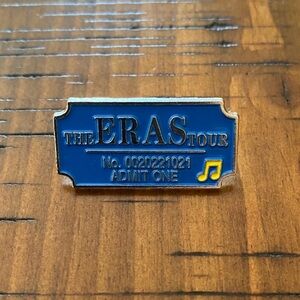 THE ERAS TOUR
No. 0020221021
ADMIT ONE